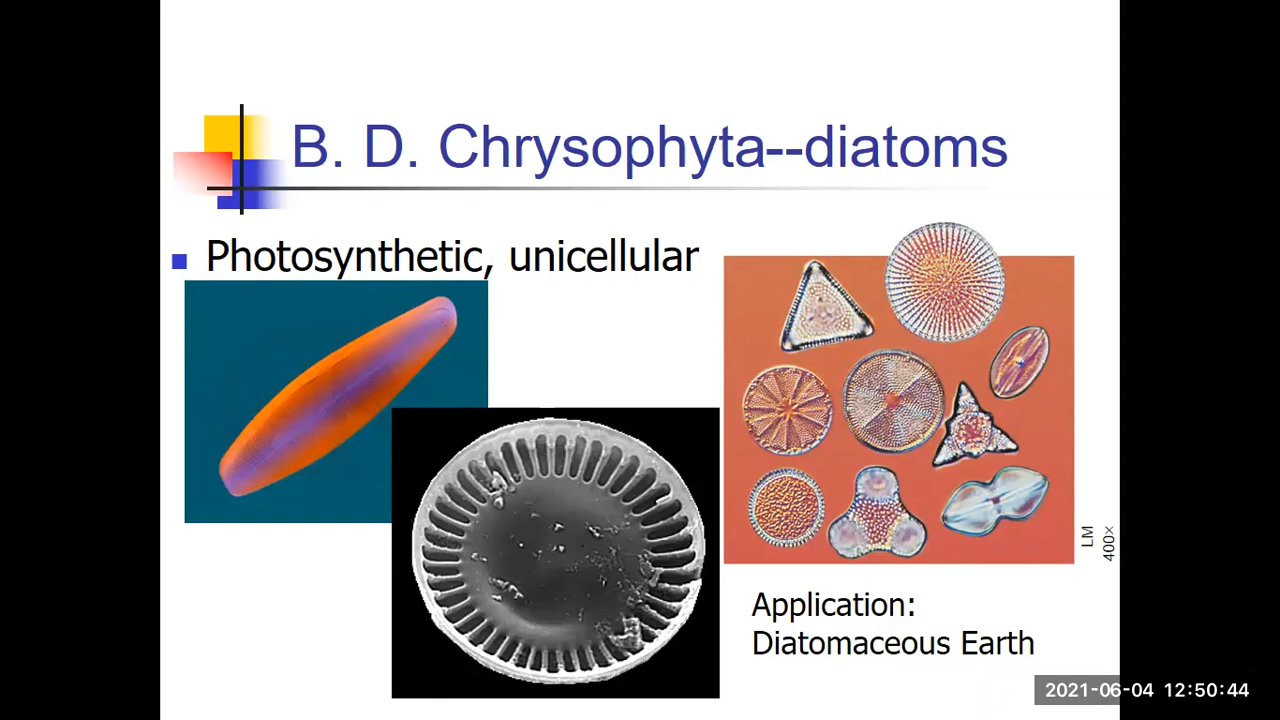 B. D. Chrysophyta--diatoms
Photosynthetic, unicellular
LM
400×
Application:
Diatomaceous Earth
2021-06-04 12:50:44